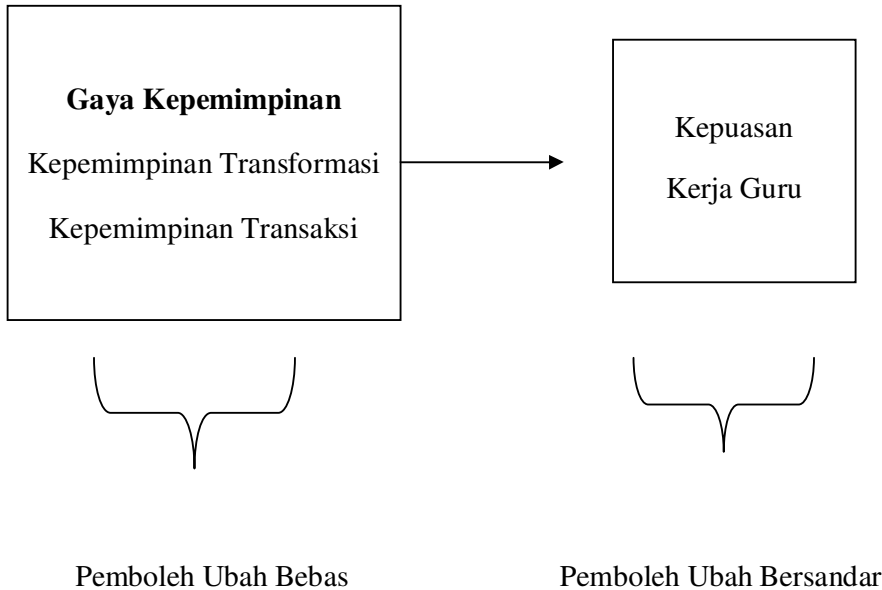 Gaya Kepemimpinan
Kepemimpinan Transformasi
Kepemimpinan Transaksi
Kepuasan
Kerja Guru
Pemboleh Ubah Bebas
Pemboleh Ubah Bersandar